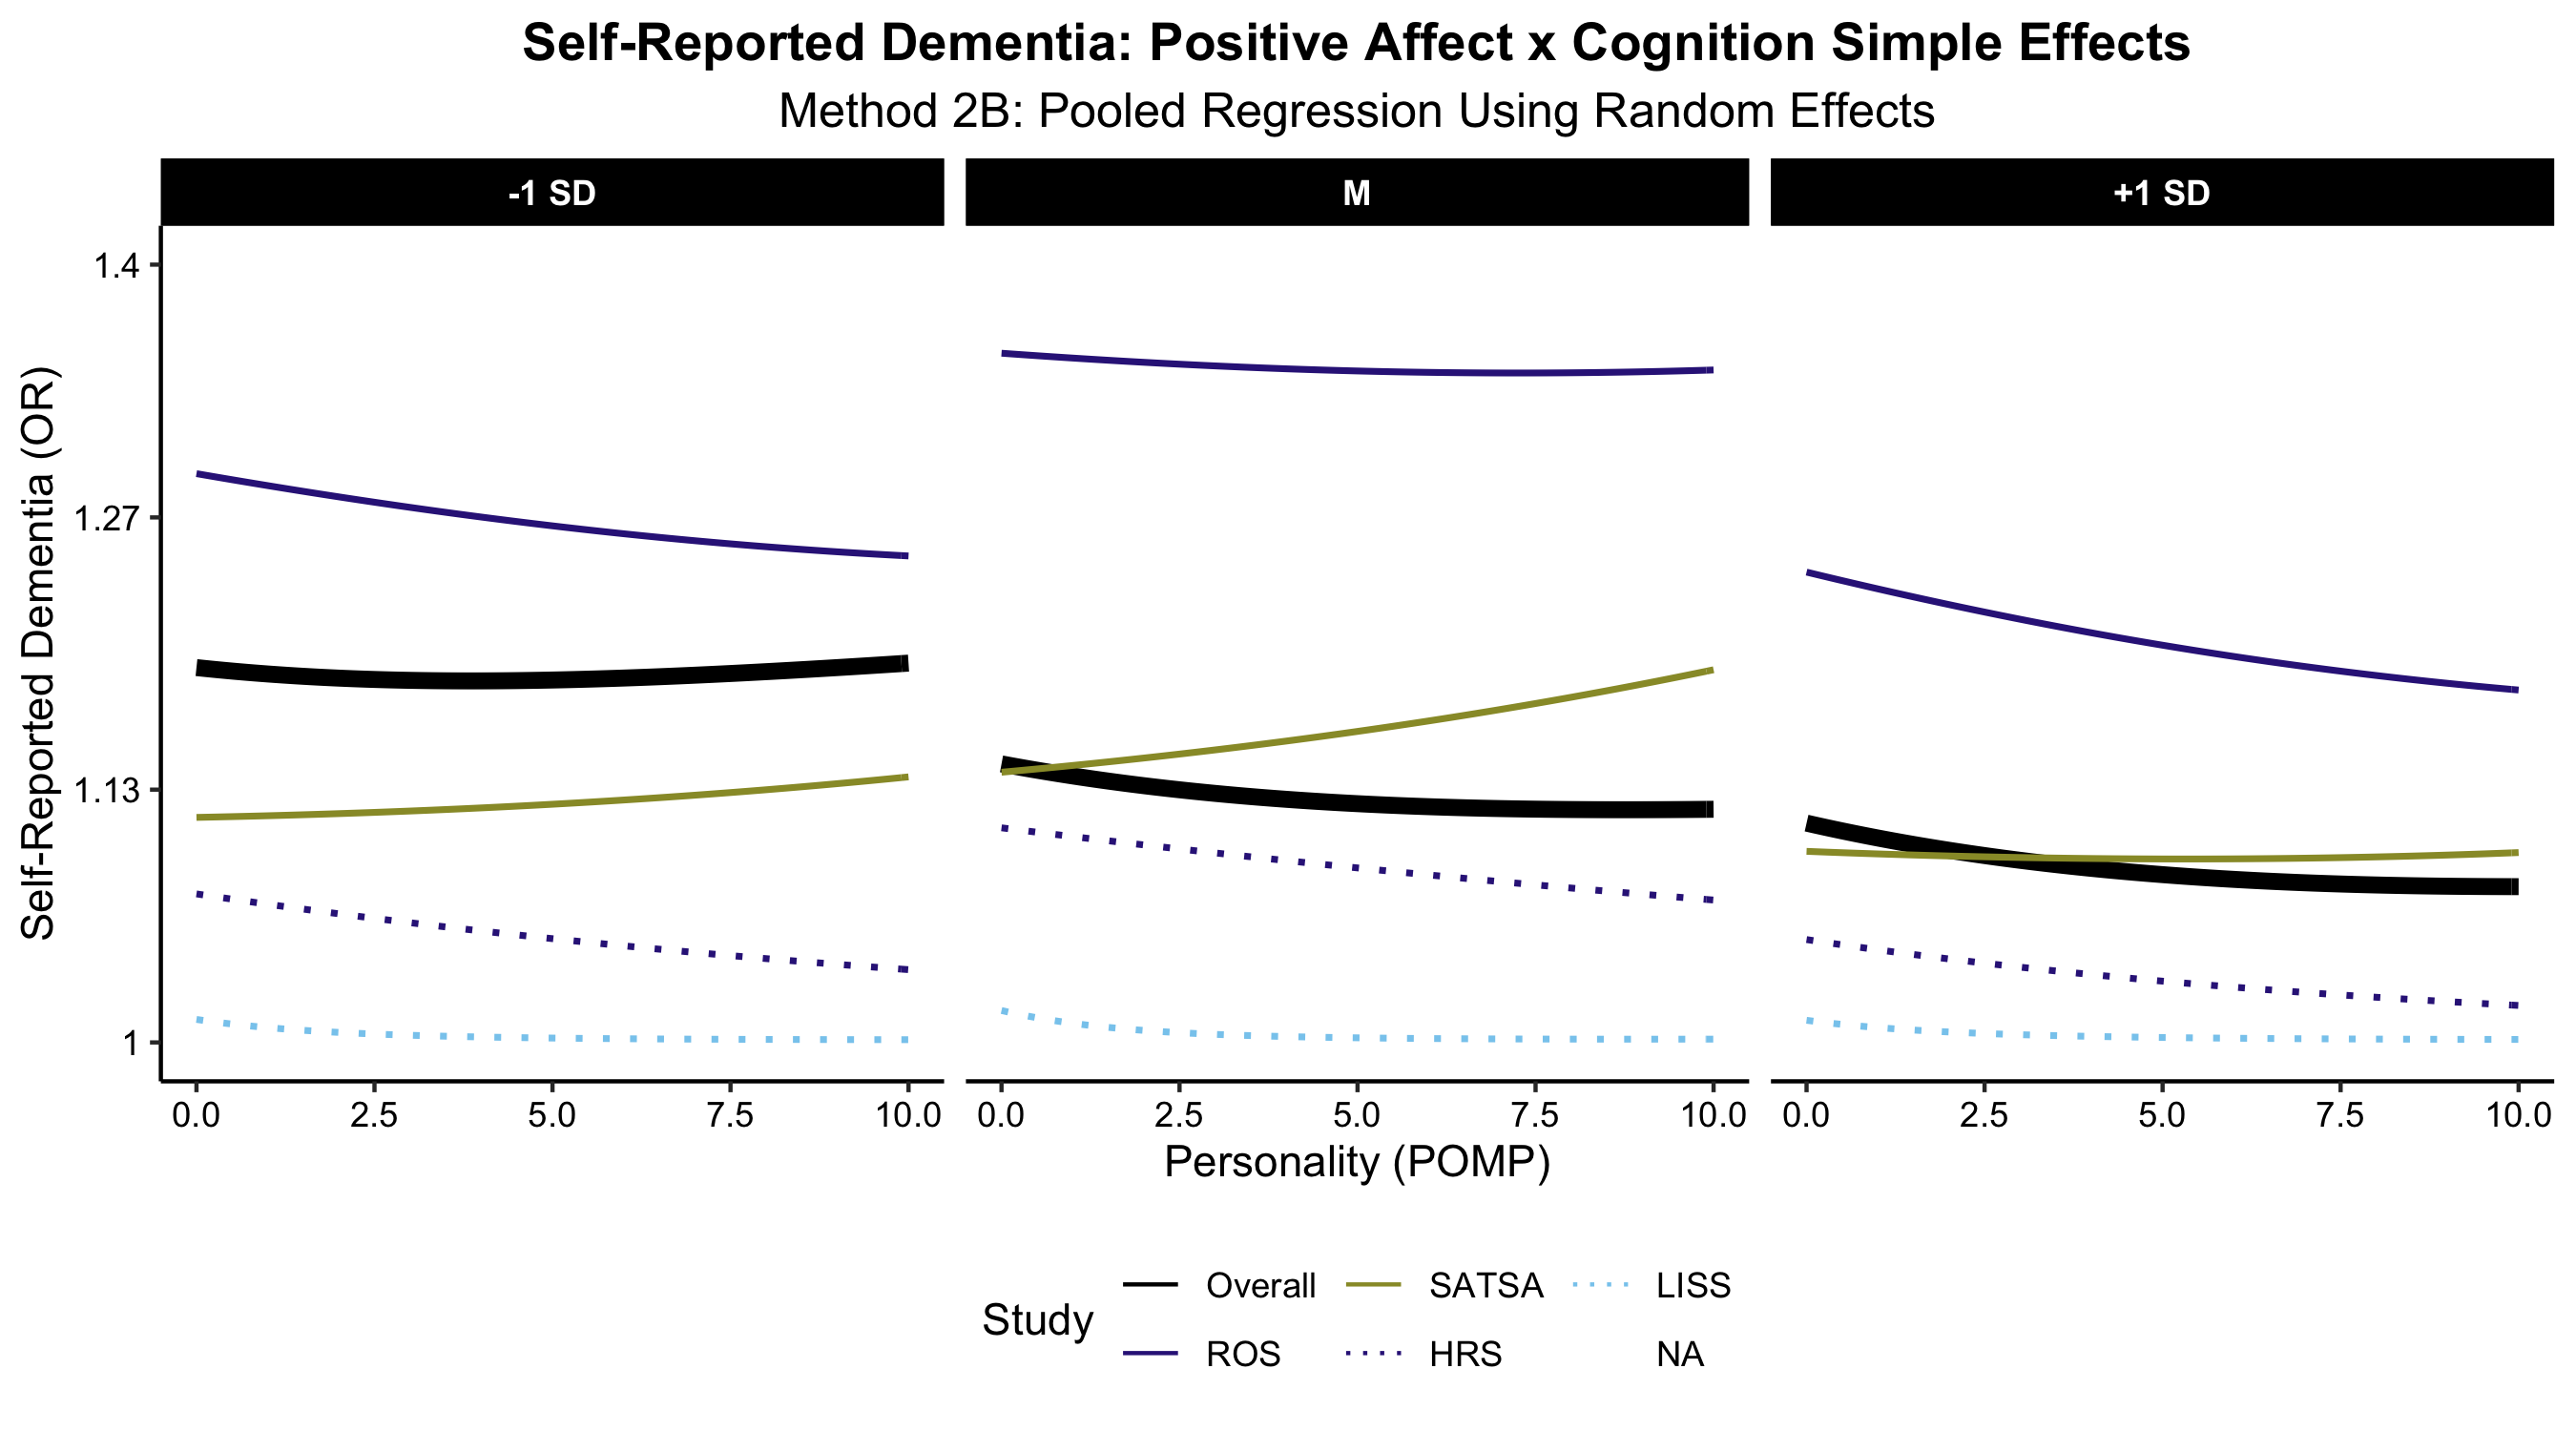 Self-Reported Dementia: Positive Affect x Cognition Simple Effects
Method 2B: Pooled Regression Using Random Effects
-1 SD
M
+1 SD
Self-Reported Dementia (OR)
1.4
1.27
1.13
1
0.0 2.5 5.0 7.5 10.0
0.0 2.5 5.0 7.5 10.0
0.0 2.5 5.0 7.5 10.0
Personality (POMP)
Study
Overall SATSA LISS
ROS HRS NA